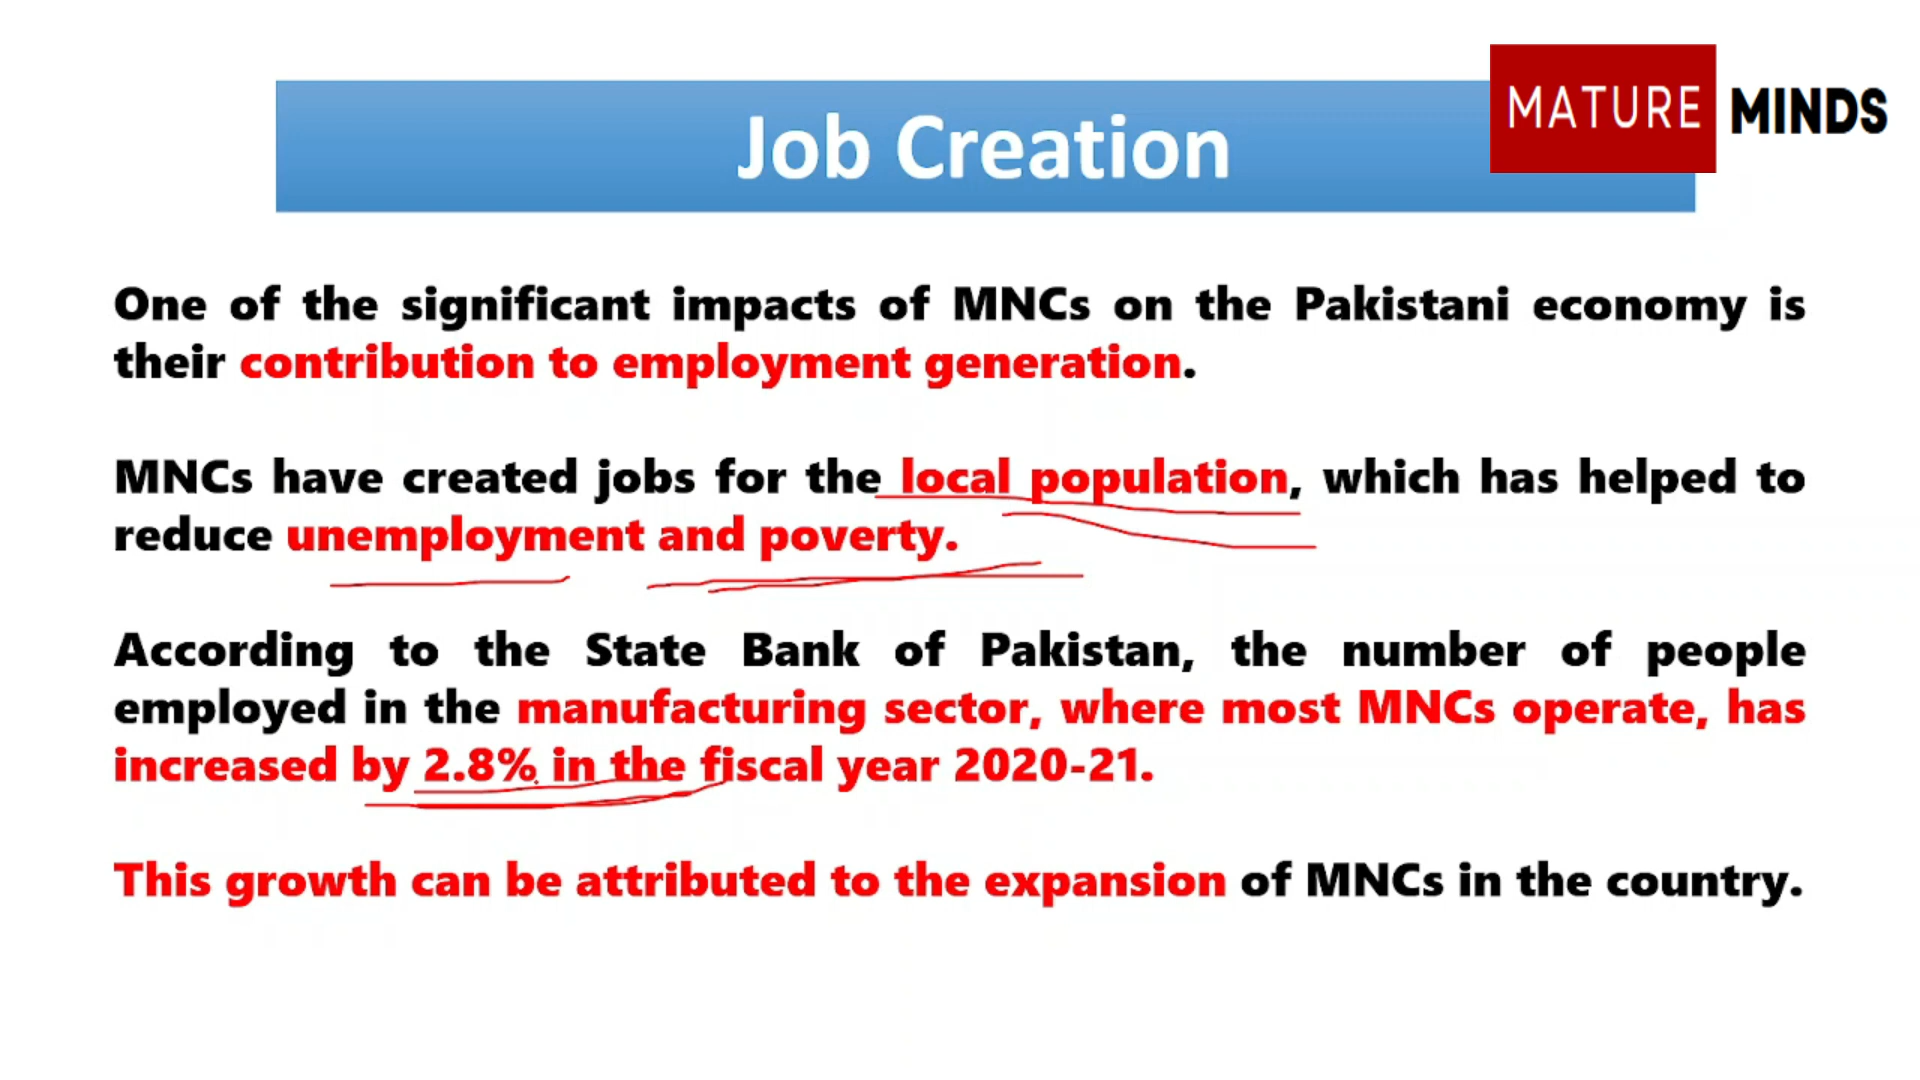 MATURE MINDS
Job Creation
One of the significant impacts of MNCs on the Pakistani economy is
their contribution to employment generation.
MNCs have created jobs for the local population, which has helped to
reduce unemployment and poverty.
According to the State Bank of Pakistan, the number of people
employed in the manufacturing sector, where most MNCs operate, has
increased by 2.8% in the fiscal year 2020-21.
This growth can be attributed to the expansion of MNCs in the country.